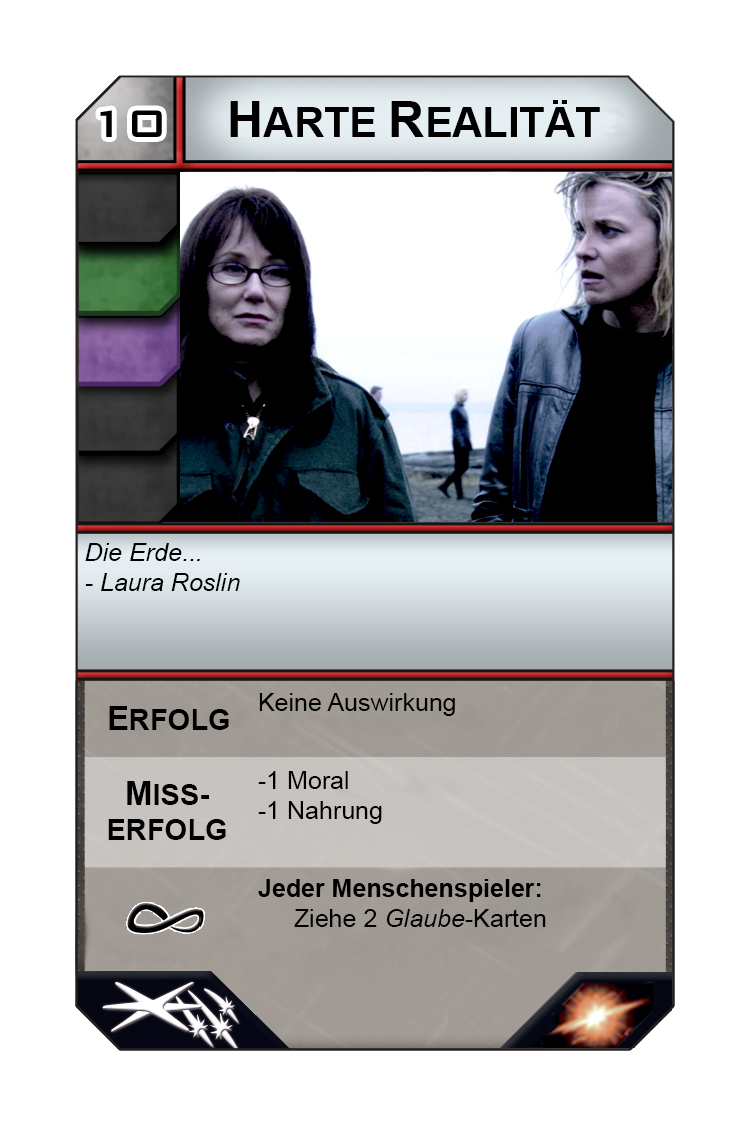 10
HARTE REALITÄT
Die Erde...
- Laura Roslin
ERFOLG
Keine Auswirkung
MISS-
ERFOLG
-1 Moral
-1 Nahrung
Jeder Menschenspieler:
Ziehe 2 Glaube-Karten